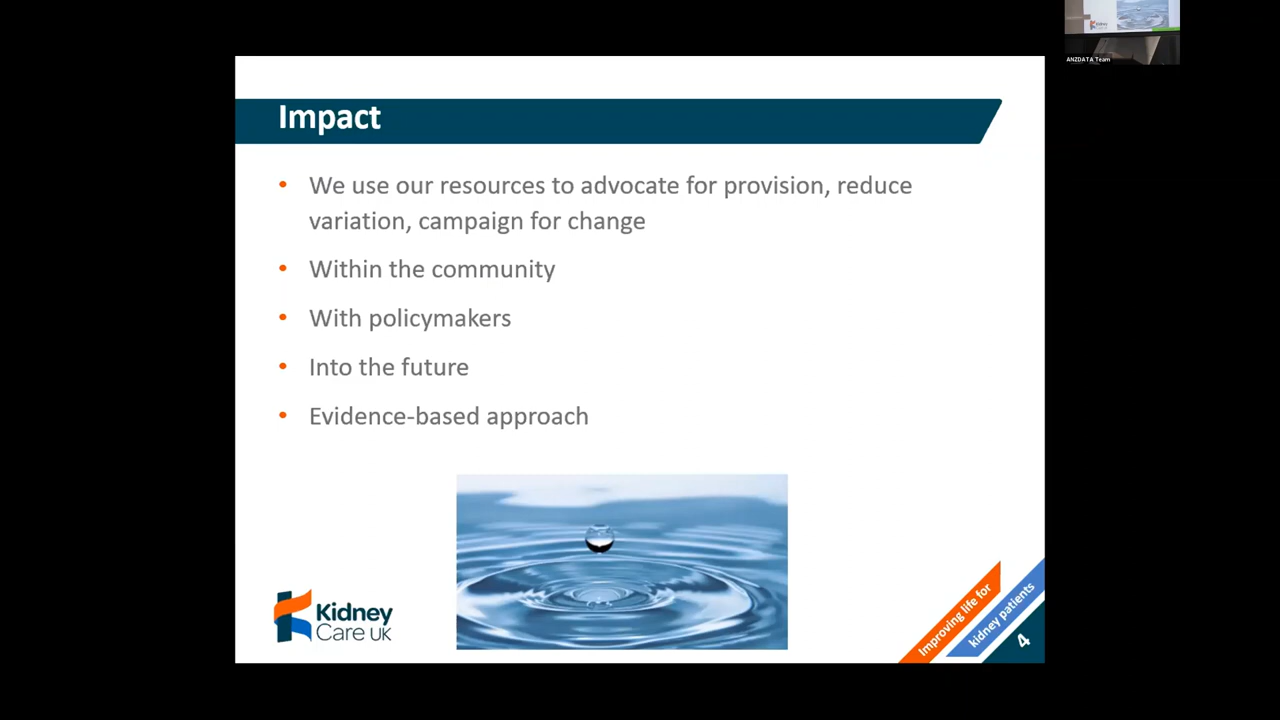 ANZDATA Team
Impact
• We use our resources to advocate for provision, reduce
variation, campaign for change
• Within the community
• With policymakers
• Into the future
• Evidence-based approach
Kidney
Care UK
Improving life for
kidney patients
4